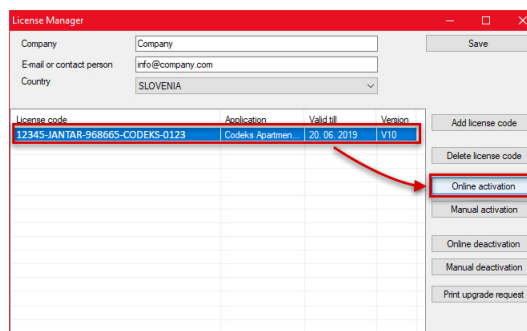 License Manager
Company
Company
Save
E-mail or contact person
info@company.com
Country
SLOVENIA
License code Application Valid till Version
12345-JANTAR-968665-CODEKS-0123 Codeks Apartmen... 20. 06. 2019 V10
Add license code
Delete license code
Online activation
Manual activation
Online deactivation
Manual deactivation
Print upgrade request